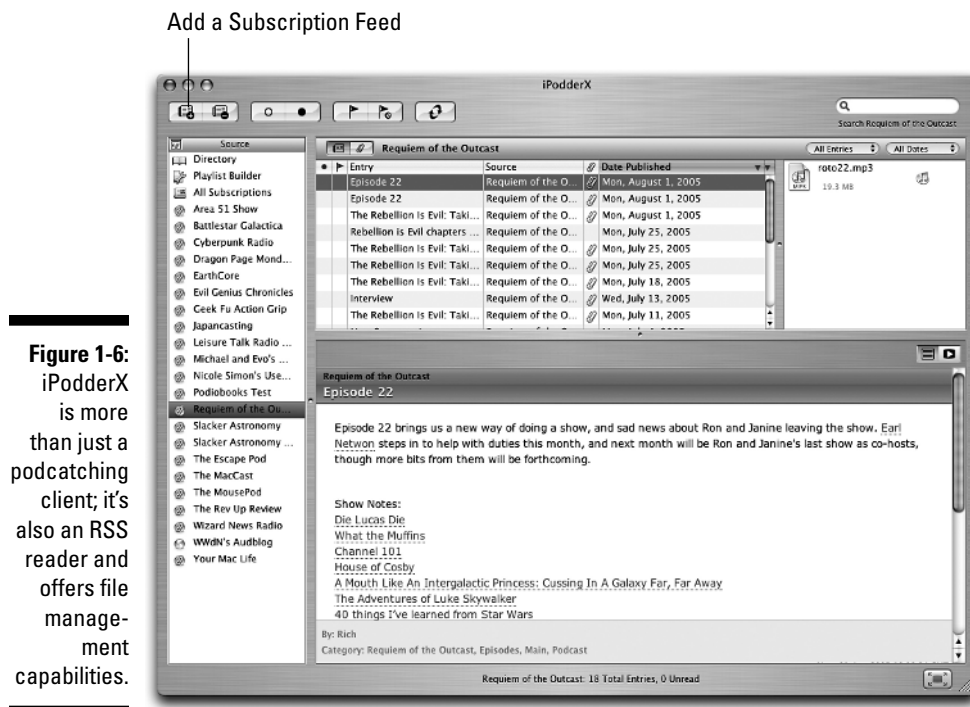 Add a Subscription Feed
iPodderX
Search Requiem of the Outcast
Source
Directory
Playlist Builder
All Subscriptions
Area 51 Show
Battlestar Galactica
Cyberpunk Radio
Dragon Page Mond...
EarthCore
Evil Genius Chronicles
Geek Fu Action Grip
Japancasting
Leisure Talk Radio ...
Michael and Evo's ...
Nicole Simon's Use...
Podiobooks Test
Requiem of the Ou...
Slacker Astronomy
Slacker Astronomy ...
The Escape Pod
The MacCast
The MousePod
The Rev Up Review
Wizard News Radio
WWdN's Audblog
Your Mac Life
Requiem of the Outcast
All Entries
All Dates
Entry Source Date Published
Episode 22 Requiem of the O... Mon, August 1, 2005
Episode 22 Requiem of the O... Mon, August 1, 2005
The Rebellion Is Evil: Taki... Requiem of the O... Mon, August 1, 2005
Rebellion is Evil chapters ... Requiem of the O... Mon, July 25, 2005
The Rebellion Is Evil: Taki... Requiem of the O... Mon, July 25, 2005
The Rebellion Is Evil: Taki... Requiem of the O... Mon, July 25, 2005
The Rebellion Is Evil: Taki... Requiem of the O... Mon, July 18, 2005
Interview Requiem of the O... Wed, July 13, 2005
The Rebellion Is Evil: Taki... Requiem of the O... Mon, July 11, 2005
roto22.mp3
19.3 MB
Requiem of the Outcast
Episode 22
Episode 22 brings us a new way of doing a show, and sad news about Ron and Janine leaving the show. Earl
Netwon steps in to help with duties this month, and next month will be Ron and Janine's last show as co-hosts,
though more bits from them will be forthcoming.
Show Notes:
Die Lucas Die
What the Muffins
Channel 101
House of Cosby
A Mouth Like An Intergalactic Princess: Cussing In A Galaxy Far, Far Away
The Adventures of Luke Skywalker
40 things I've learned from Star Wars
By: Rich
Category: Requiem of the Outcast, Episodes, Main, Podcast
Requiem of the Outcast: 18 Total Entries, 0 Unread
Figure 1-6:
iPodderX
is more
than just a
podcatching
client; it's
also an RSS
reader and
offers file
manage-
ment
capabilities.